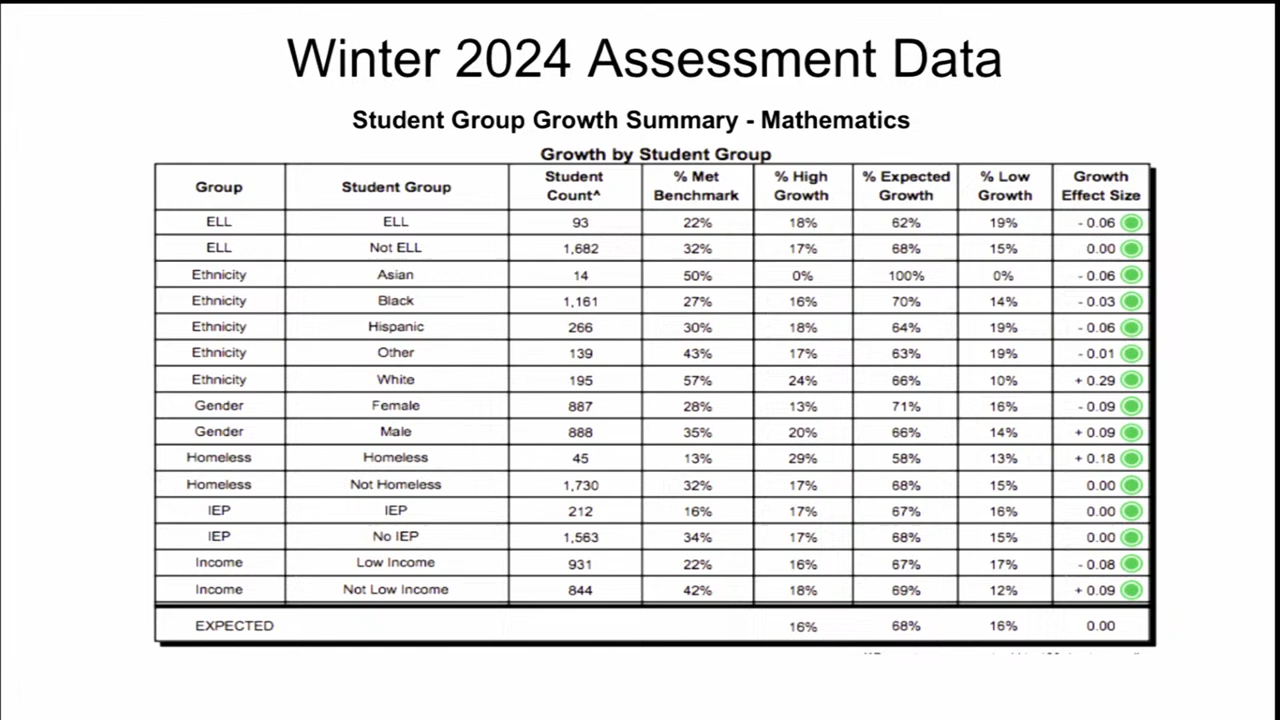 Winter 2024 Assessment Data
Student Group Growth Summary - Mathematics
Growth by Student Group
Group Student Group Student Count^ % Met Benchmark % High Growth % Expected Growth % Low Growth Growth Effect Size
ELL ELL 93 22% 18% 62% 19% - 0.06
ELL Not ELL 1,682 32% 17% 68% 15% 0.00
Ethnicity Asian 14 50% 0% 100% 0% - 0.06
Ethnicity Black 1,161 27% 16% 70% 14% - 0.03
Ethnicity Hispanic 266 30% 18% 64% 19% - 0.06
Ethnicity Other 139 43% 17% 63% 19% - 0.01
Ethnicity White 195 57% 24% 66% 10% + 0.29
Gender Female 887 28% 13% 71% 16% - 0.09
Gender Male 888 35% 20% 66% 14% + 0.09
Homeless Homeless 45 13% 29% 58% 13% + 0.18
Homeless Not Homeless 1,730 32% 17% 68% 15% 0.00
IEP IEP 212 16% 17% 67% 16% 0.00
IEP No IEP 1,563 34% 17% 68% 15% 0.00
Income Low Income 931 22% 16% 67% 17% - 0.08
Income Not Low Income 844 42% 18% 69% 12% + 0.09
EXPECTED 16% 68% 16% 0.00